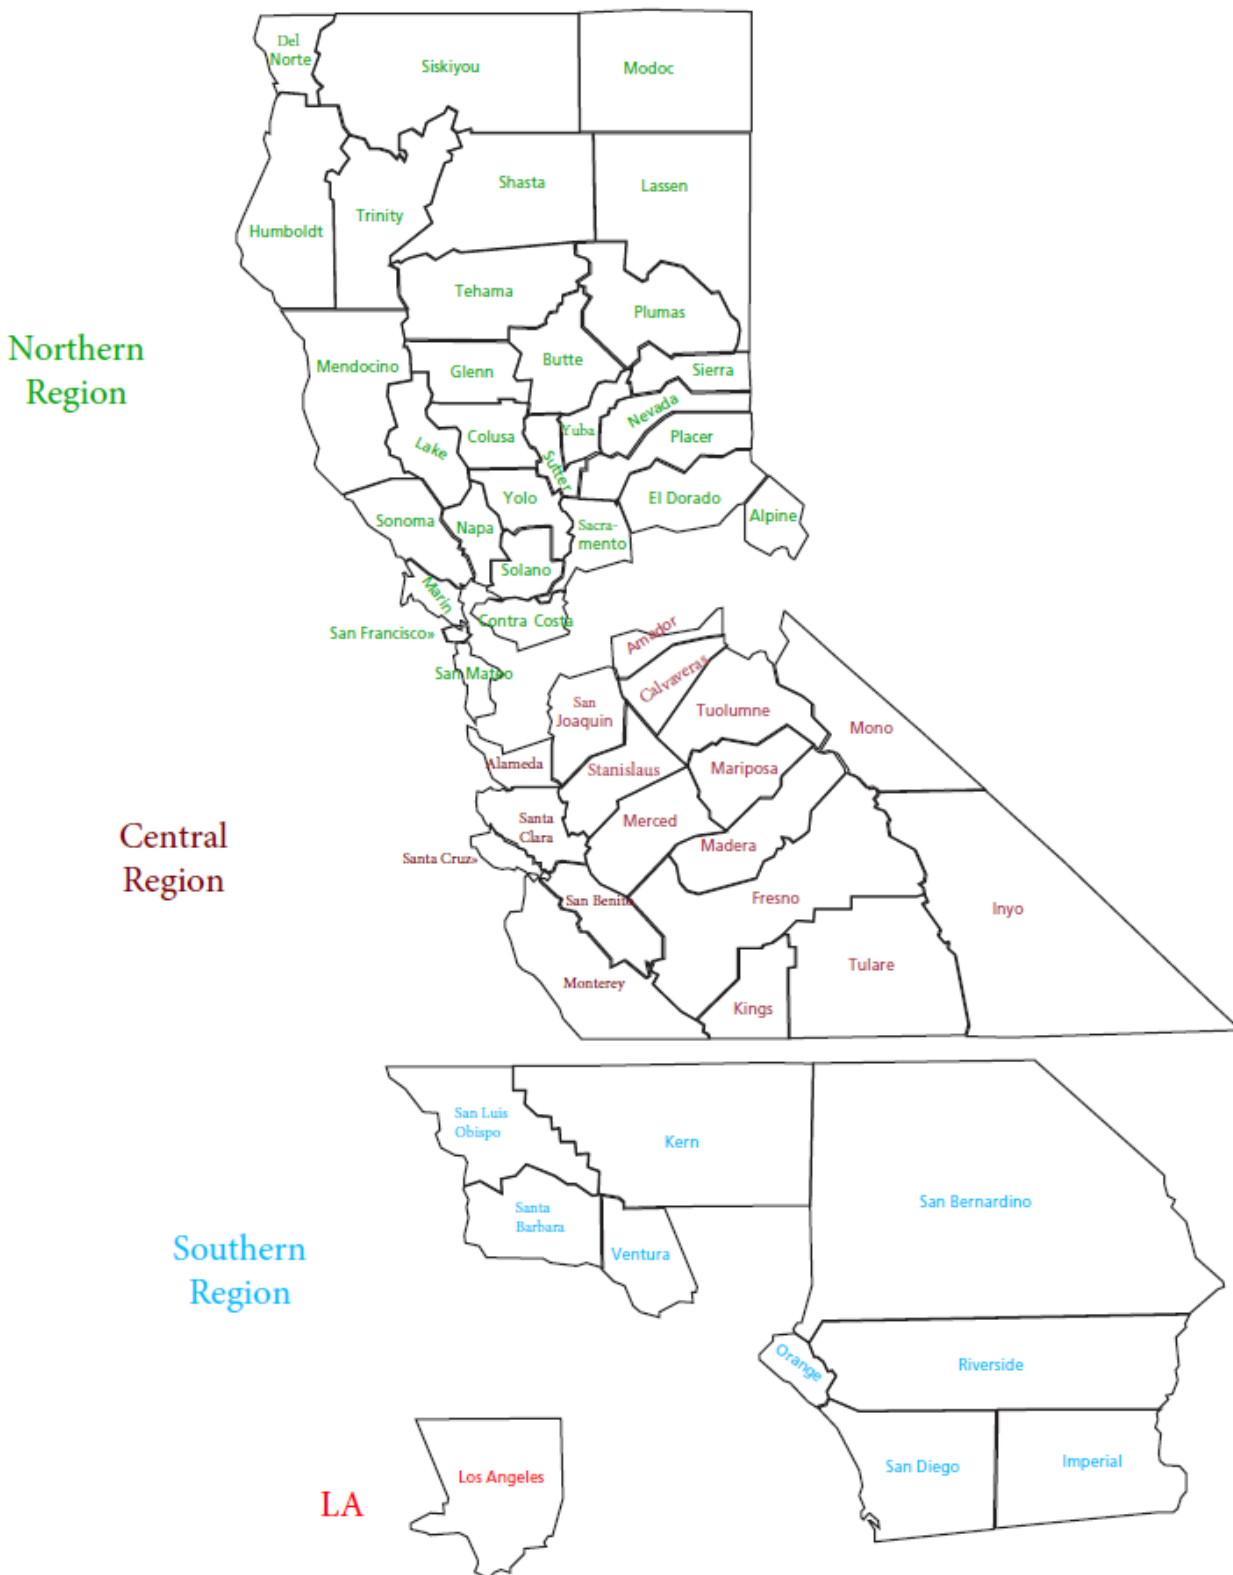 Del
Norte
Siskiyou
Modoc
Shasta
Lassen
Humboldt
Trinity
Tehama
Plumas
Northern
Region
Mendocino
Glenn
Butte
Sierra
Nevada
Yuba
Placer
Lake
Colusa
Sutter
Yolo
El Dorado
Sonoma
Napa
Sacra-
mento
Alpine
Solano
Marin
Contra Costa
San Francisco»
San Mateo
Amador
Calvaveras
San
Joaquin
Tuolumne
Mono
Alameda
Stanislaus
Mariposa
Central
Region
Santa
Clara
Merced
Madera
Santa Cruz»
San Benito
Fresno
Inyo
Monterey
Tulare
Kings
San Luis
Obispo
Kern
San Bernardino
Santa
Barbara
Southern
Region
Ventura
Orange
Riverside
San Diego
Imperial
Los Angeles
LA